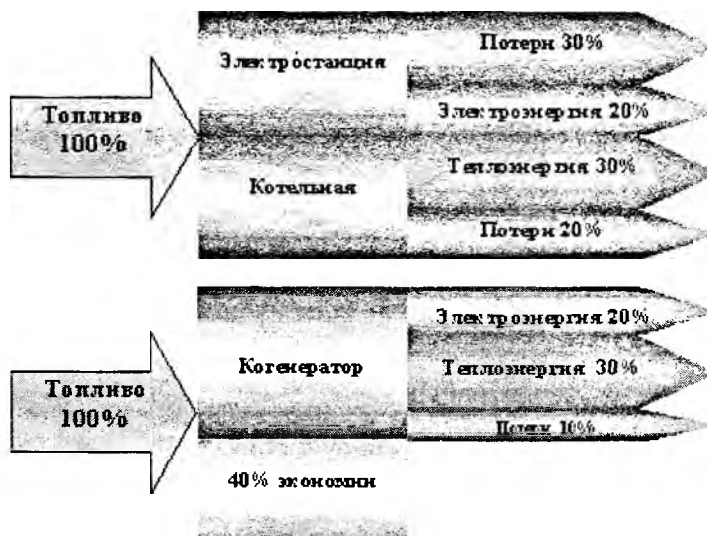 Потери 30%
Электростанция
Электроэнергия 20%
Топливо
100%
Теплоэнергия 30%
Котельная
Потери 20%
Электроэнергия 20%
Когенератор
Теплоэнергия 30%
Топливо
100%
Потери 10%
40% экономии